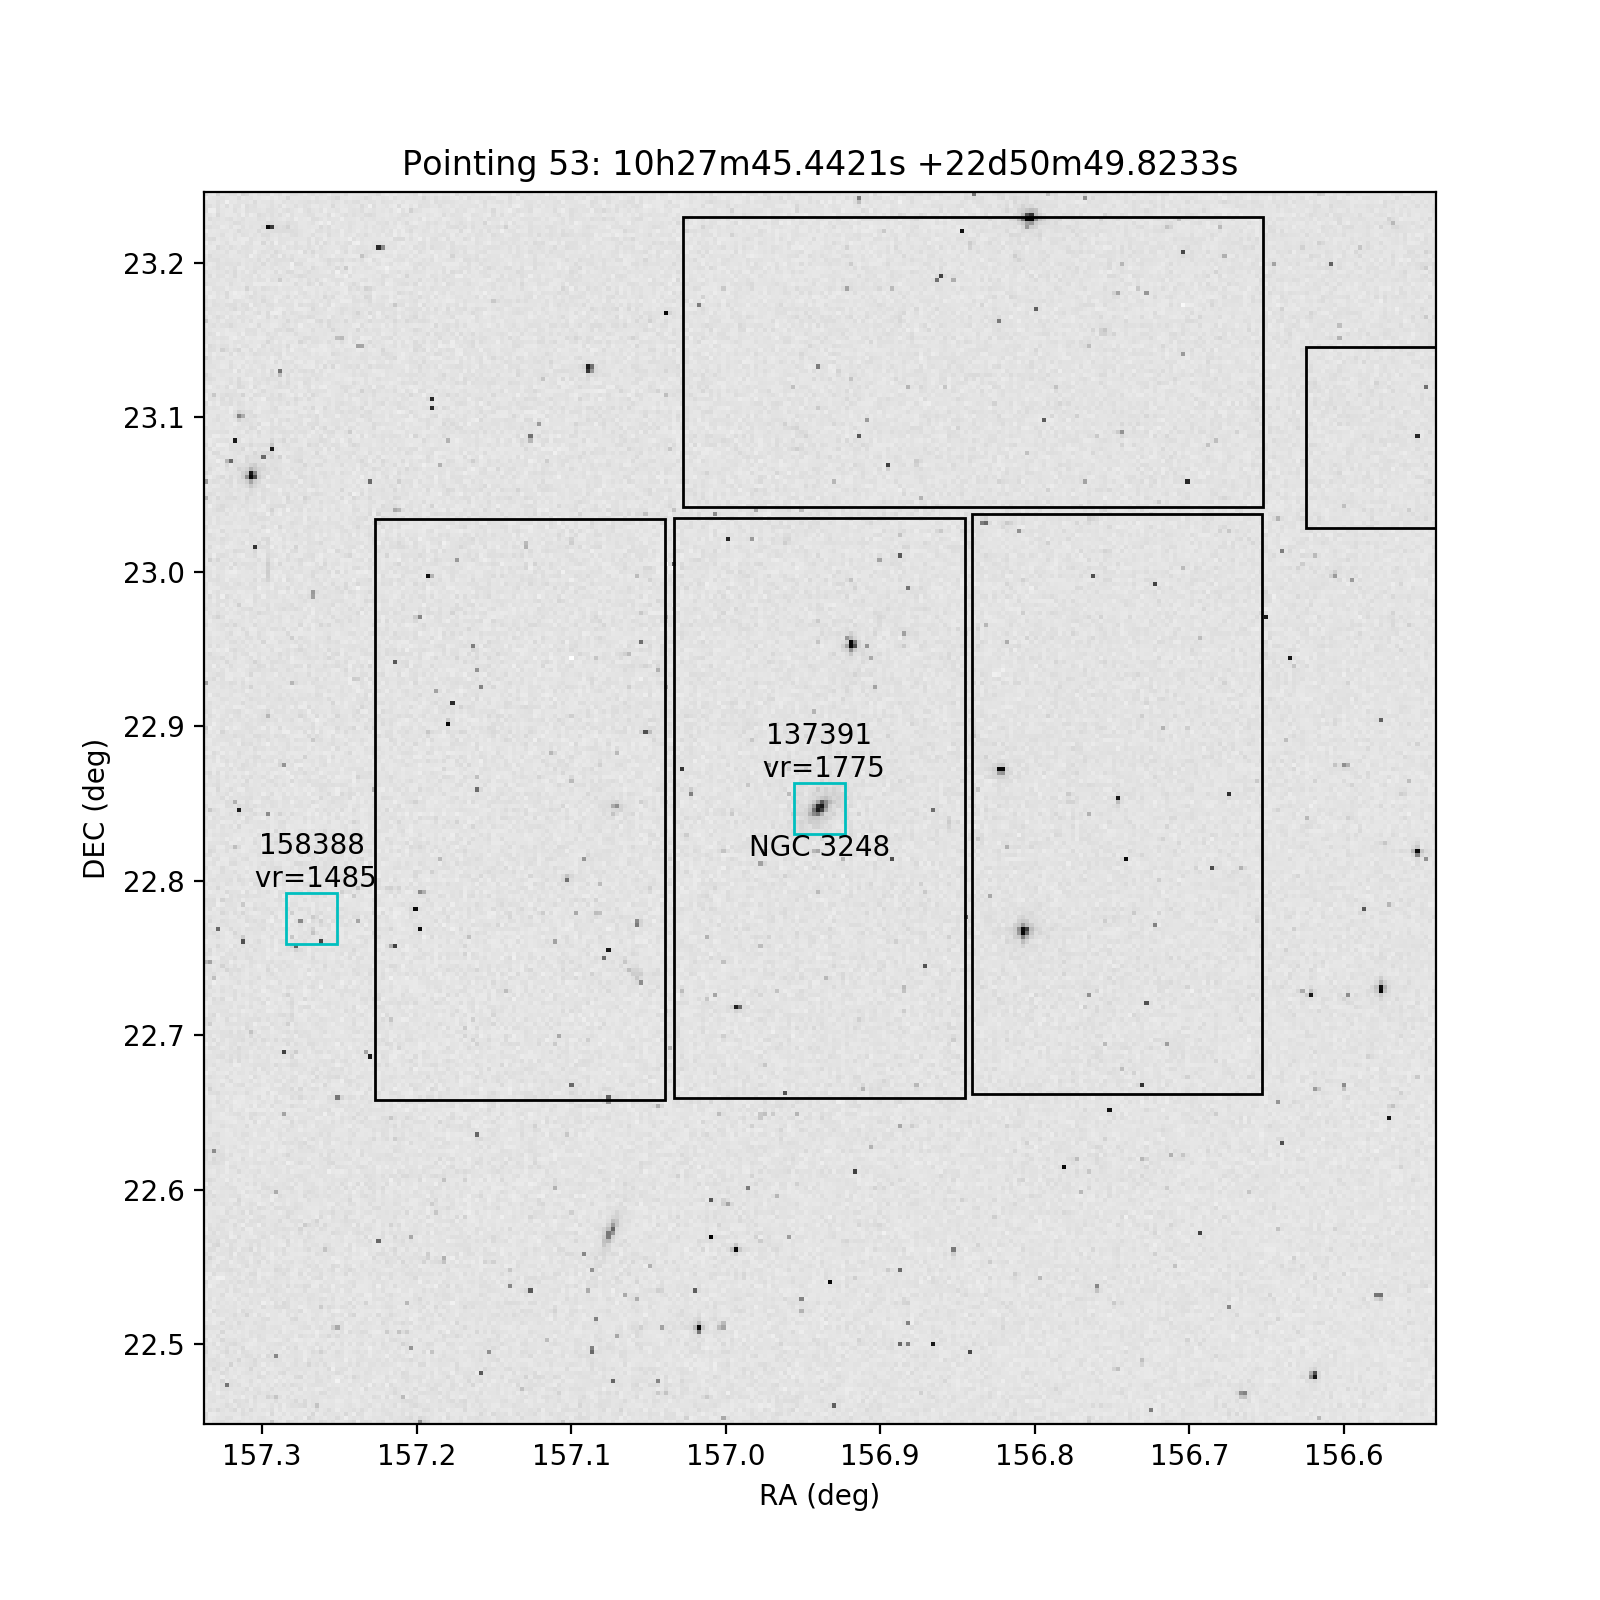 Pointing 53: 10h27m45.4421s +22d50m49.8233s
DEC (deg)
23.2
23.1
23.0
22.9
22.8
22.7
22.6
22.5
137391
vr=1775
NGC 3248
158388
vr=1485
157.3 157.2 157.1 157.0 156.9 156.8 156.7 156.6
RA (deg)